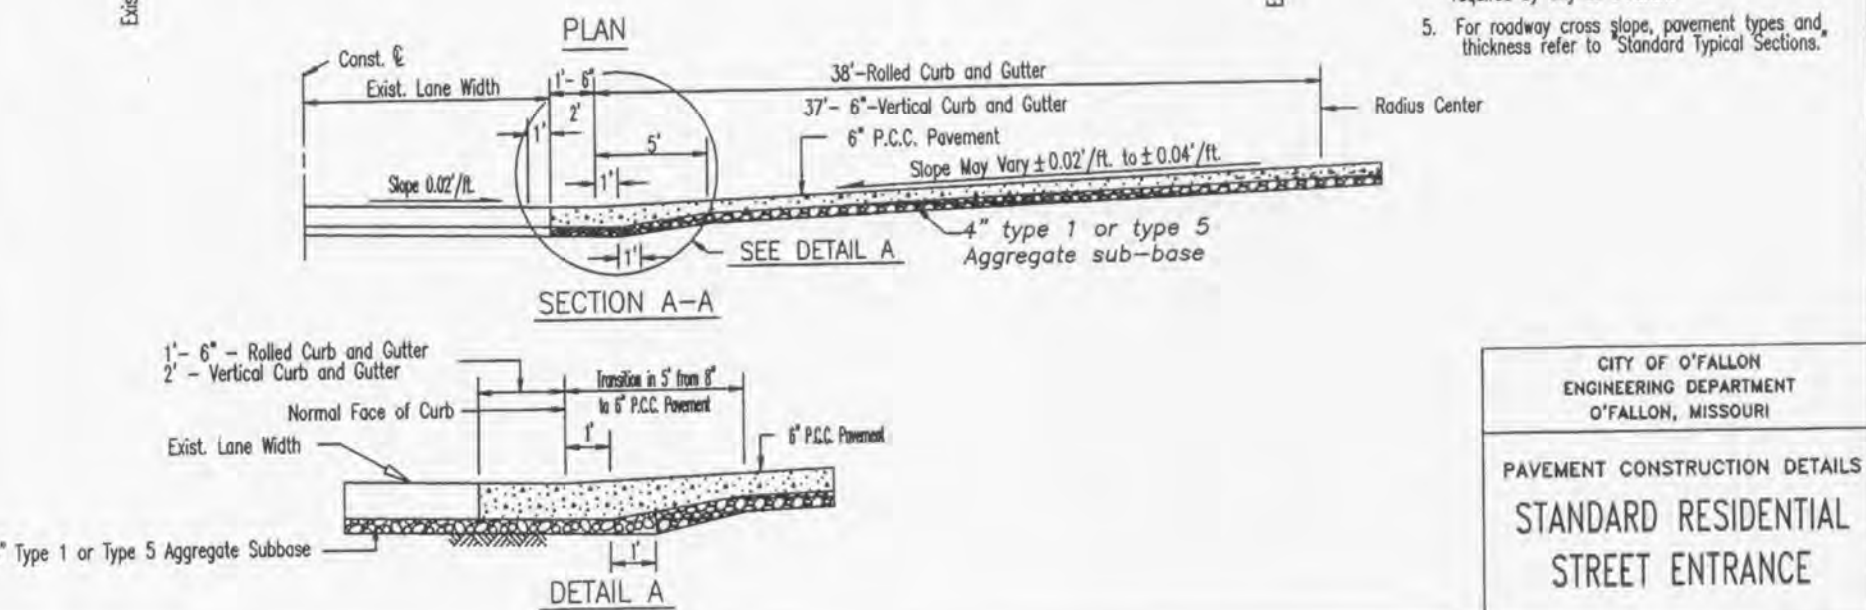 PLAN
5. For roadway cross slope, pavement types and
thickness refer to "Standard Typical Sections."
Const. ℄
Exist. Lane Width
1'- 6"
2'
1'
5'
1'
38'-Rolled Curb and Gutter
37'- 6"-Vertical Curb and Gutter
Radius Center
6" P.C.C. Pavement
Slope May Vary ± 0.02'/ft. to ± 0.04'/ft.
Slope 0.02'/ft.
4" type 1 or type 5
Aggregate sub-base
1'
SEE DETAIL A
SECTION A-A
1'- 6" - Rolled Curb and Gutter
2' - Vertical Curb and Gutter
Transition in 5' from 8"
to 6" P.C.C. Pavement
Normal Face of Curb
1'
6" P.C.C. Pavement
Exist. Lane Width
" Type 1 or Type 5 Aggregate Subbase
1'
DETAIL A
CITY OF O'FALLON
ENGINEERING DEPARTMENT
O'FALLON, MISSOURI
PAVEMENT CONSTRUCTION DETAILS
STANDARD RESIDENTIAL
STREET ENTRANCE